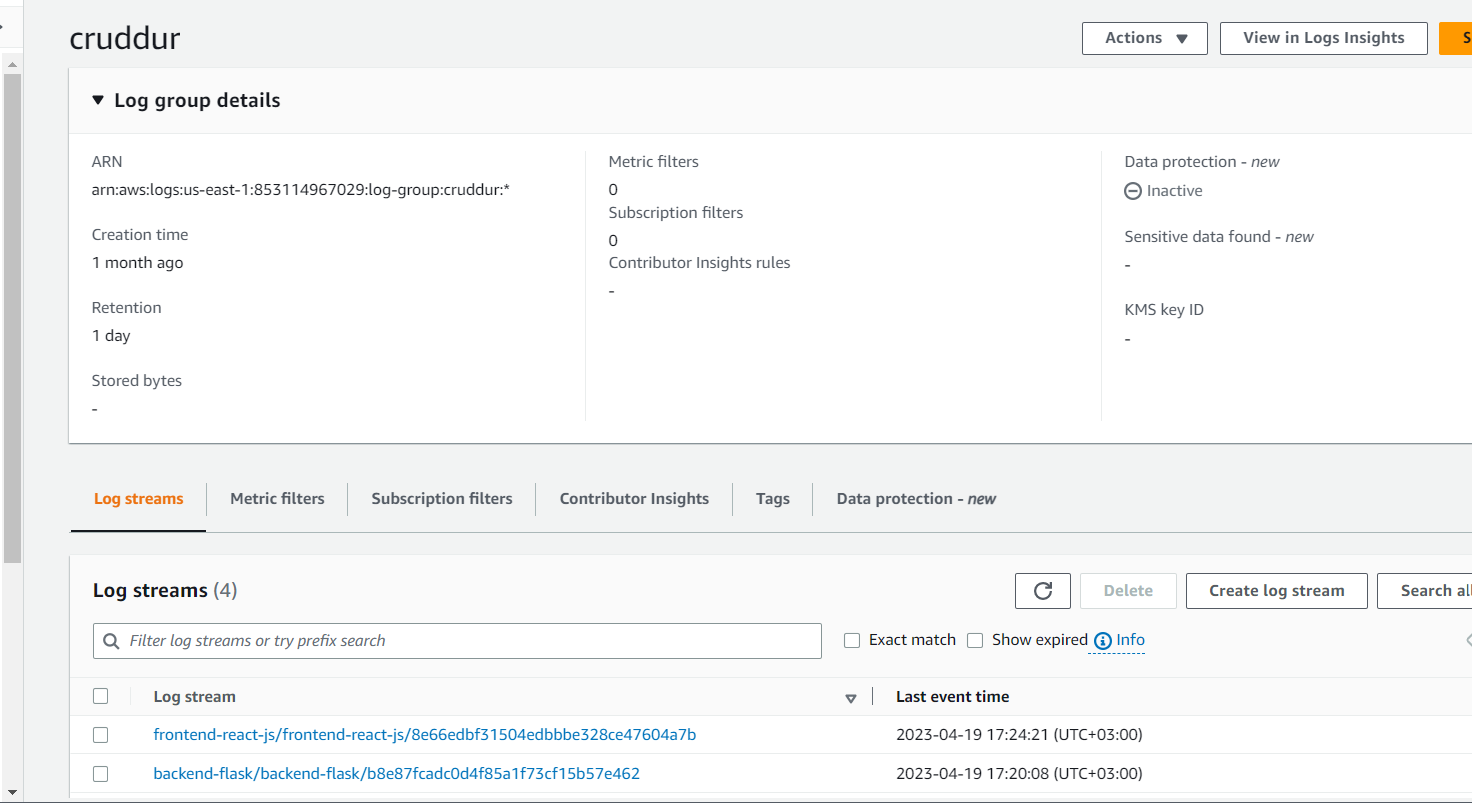 cruddur
Actions
View in Logs Insights
S
Log group details
ARN
arn:aws:logs:us-east-1:853114967029:log-group:cruddur:*
Creation time
1 month ago
Retention
1 day
Stored bytes
-
Metric filters
0
Subscription filters
0
Contributor Insights rules
-
Data protection - new
Inactive
Sensitive data found - new
-
KMS key ID
-
Log streams
Metric filters
Subscription filters
Contributor Insights
Tags
Data protection - new
Log streams (4)
Delete
Create log stream
Search all
Filter log streams or try prefix search
Exact match
Show expired
Info
Log stream
Last event time
frontend-react-js/frontend-react-js/8e66edbf31504edbbbe328ce47604a7b
2023-04-19 17:24:21 (UTC+03:00)
backend-flask/backend-flask/b8e87fcadc0d4f85a1f73cf15b57e462
2023-04-19 17:20:08 (UTC+03:00)